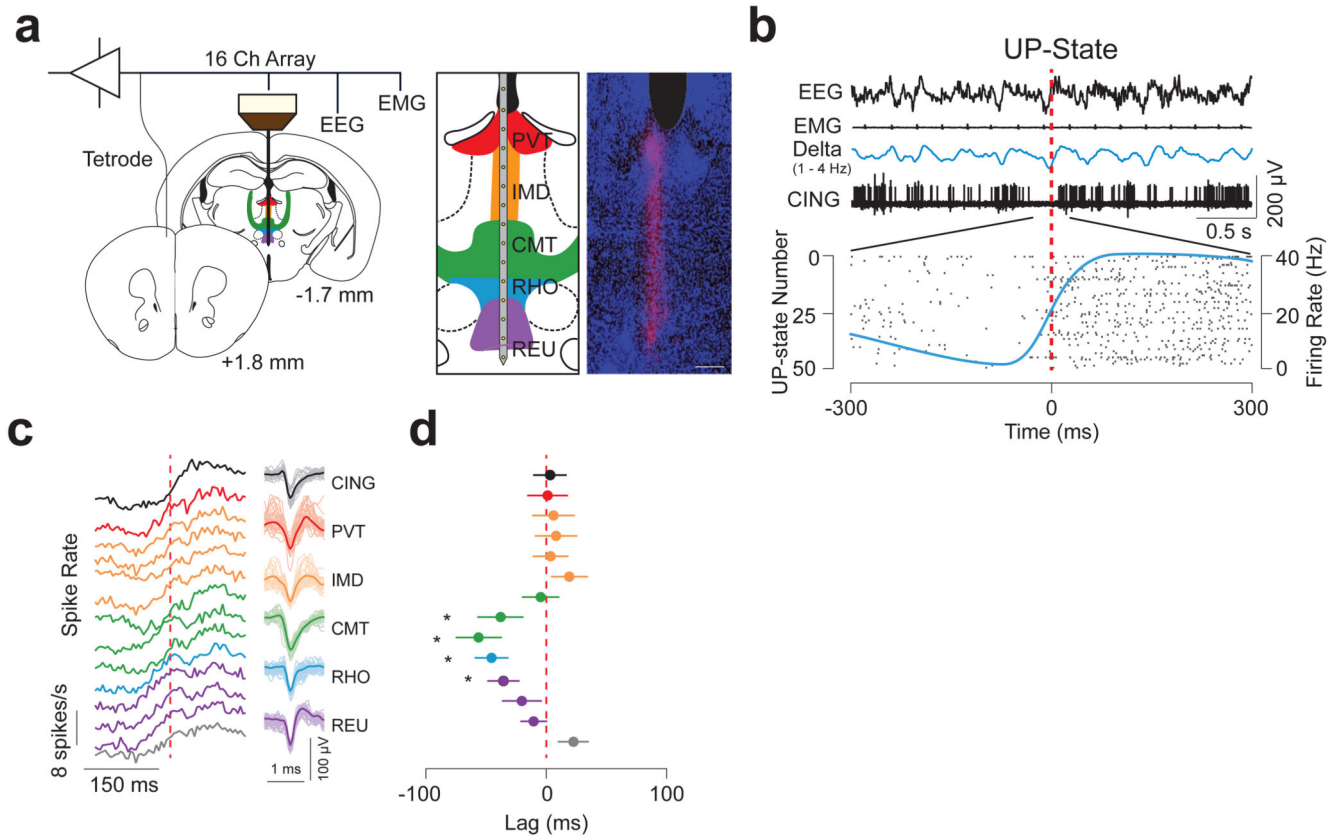 a
16 Ch Array
EMG
EEG
Tetrode
-1.7 mm
+1.8 mm
PVT
IMD
CMT
RHO
REU
b
UP-State
EEG
EMG
Delta
(1 - 4 Hz)
CING
200 µV
0.5 s
UP-state Number
0
25
50
40
20
0
Firing Rate (Hz)
-300
0
300
Time (ms)
c
Spike Rate
8 spikes/s
150 ms
CING
PVT
IMD
CMT
RHO
REU
1 ms
100 µV
d
*
*
*
*
-100
0
100
Lag (ms)